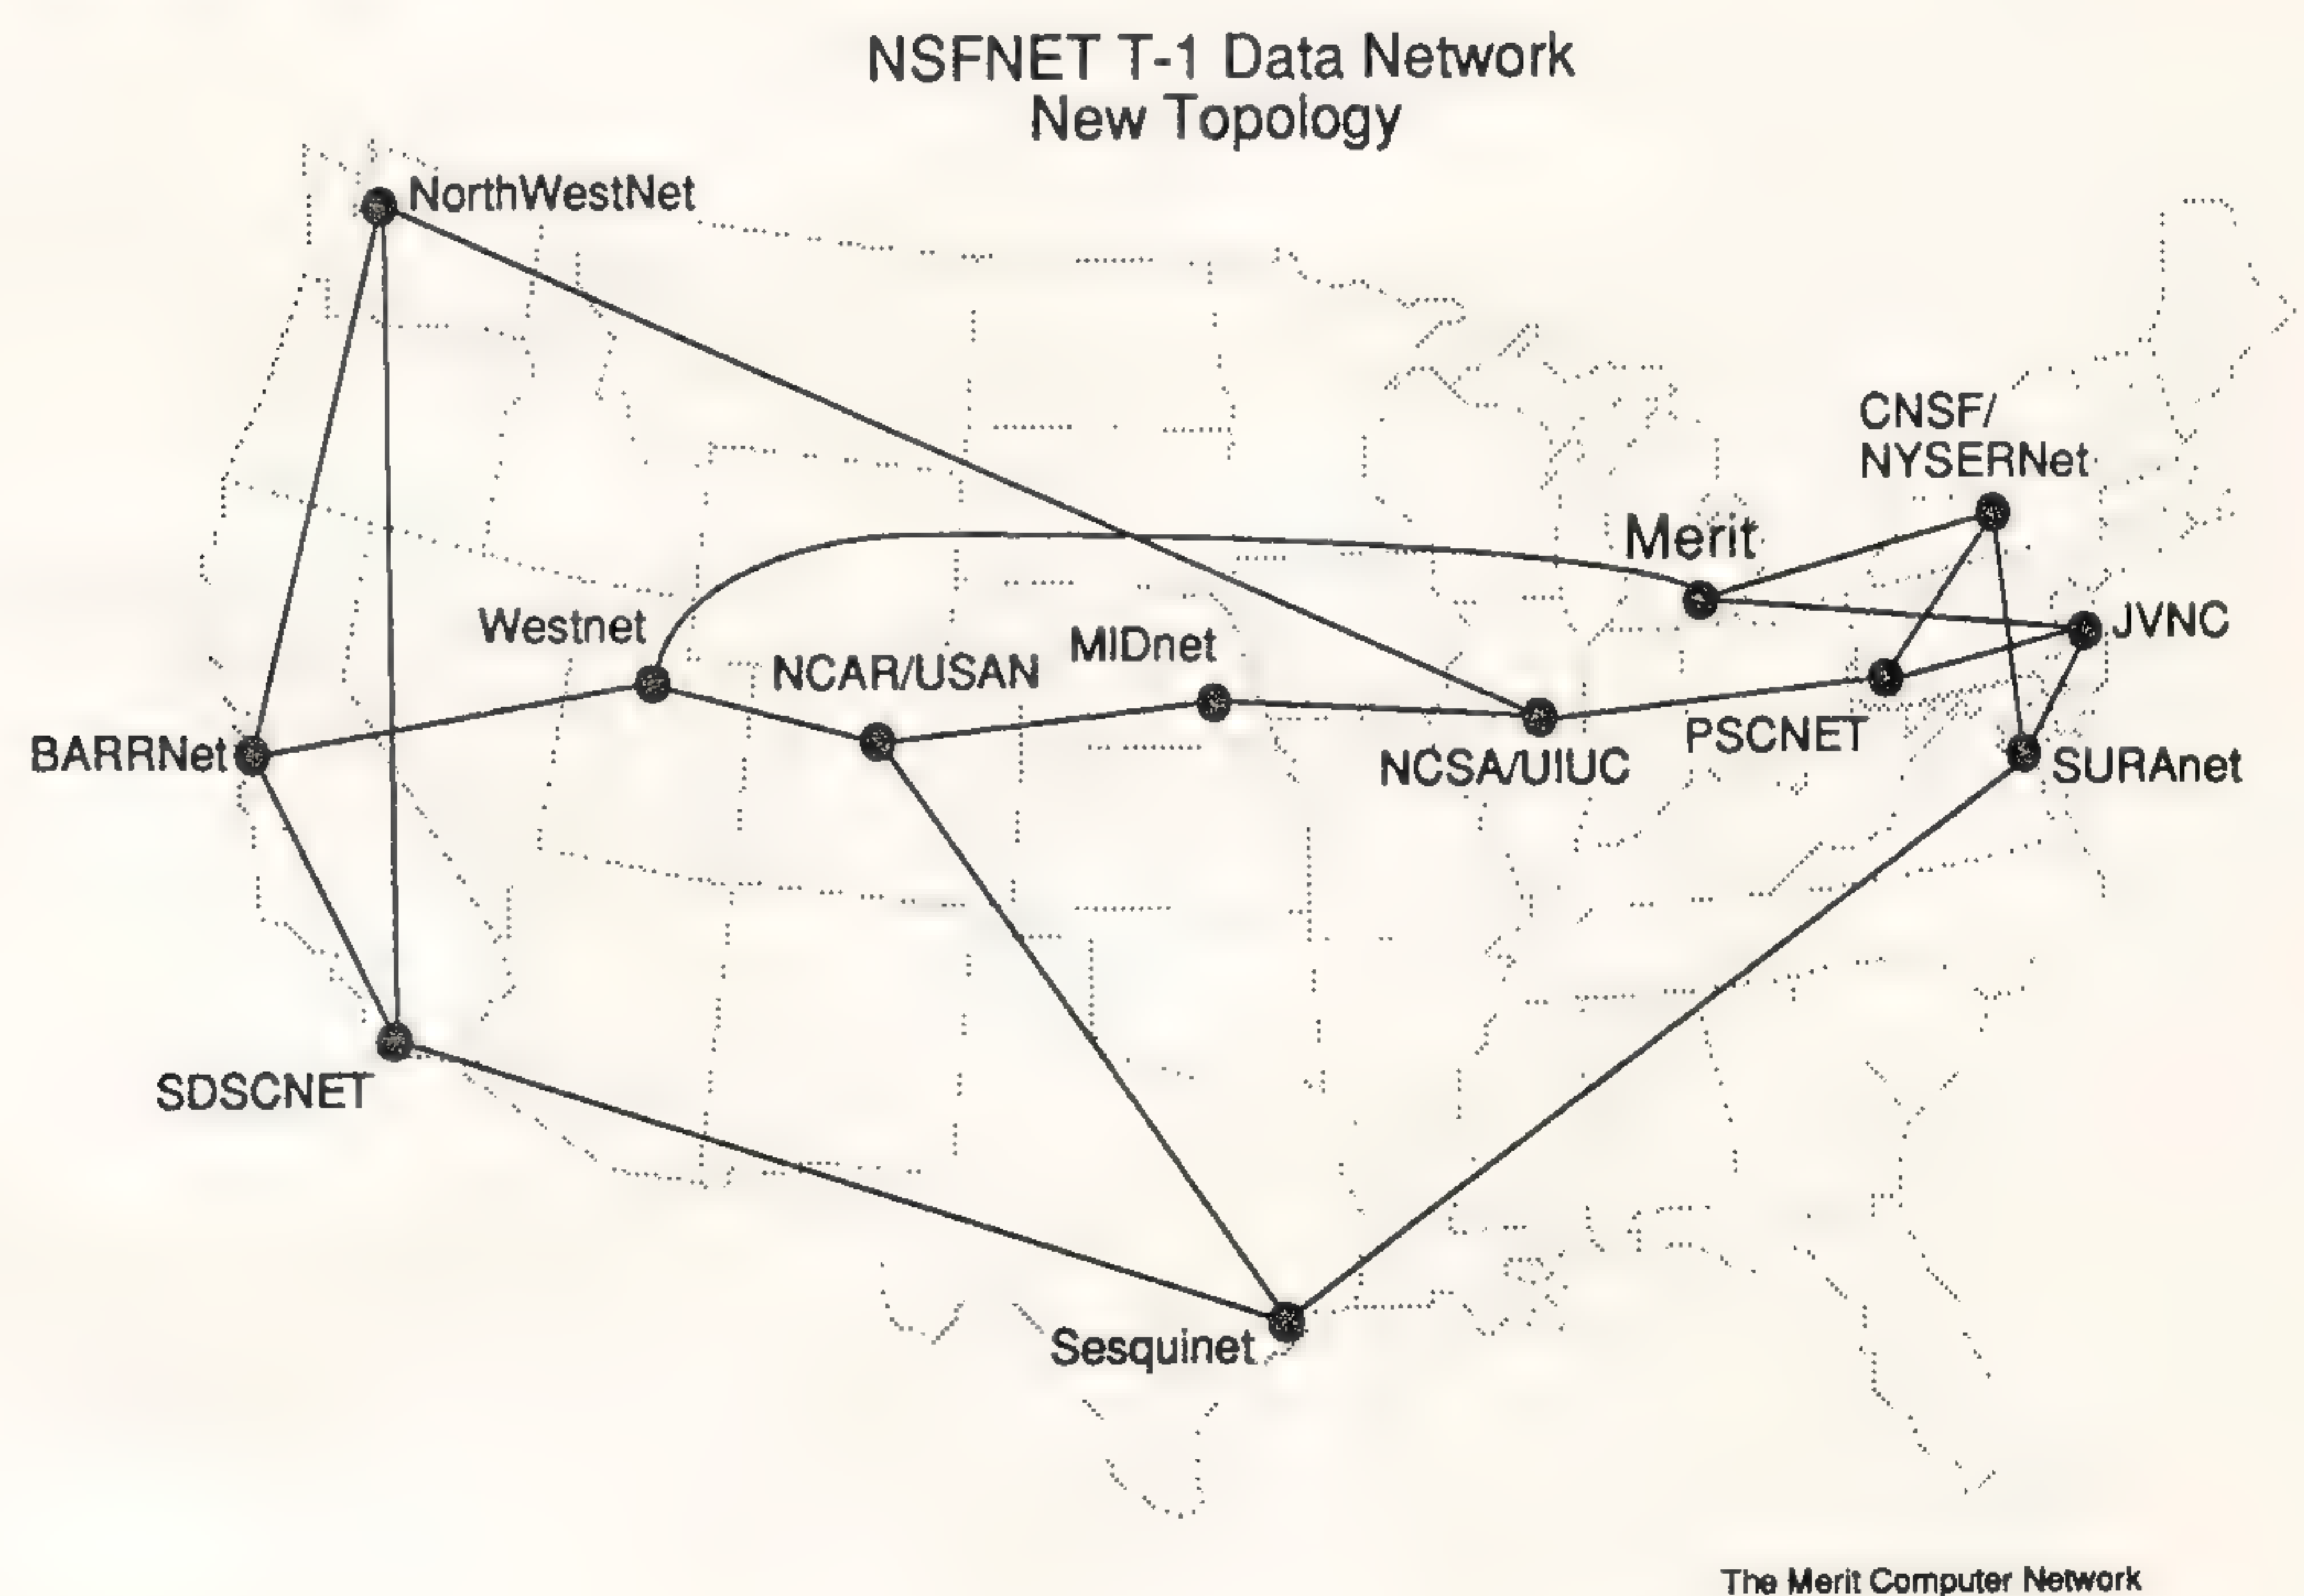 NSFNET T-1 Data Network
New Topology
NorthWestNet
CNSF/
NYSERNet
Merit
JVNC
Westnet
NCAR/USAN
MIDnet
BARRNet
NCSA/UIUC
PSCNET
SURAnet
SDSCNET
Sesquinet
The Merit Computer Network